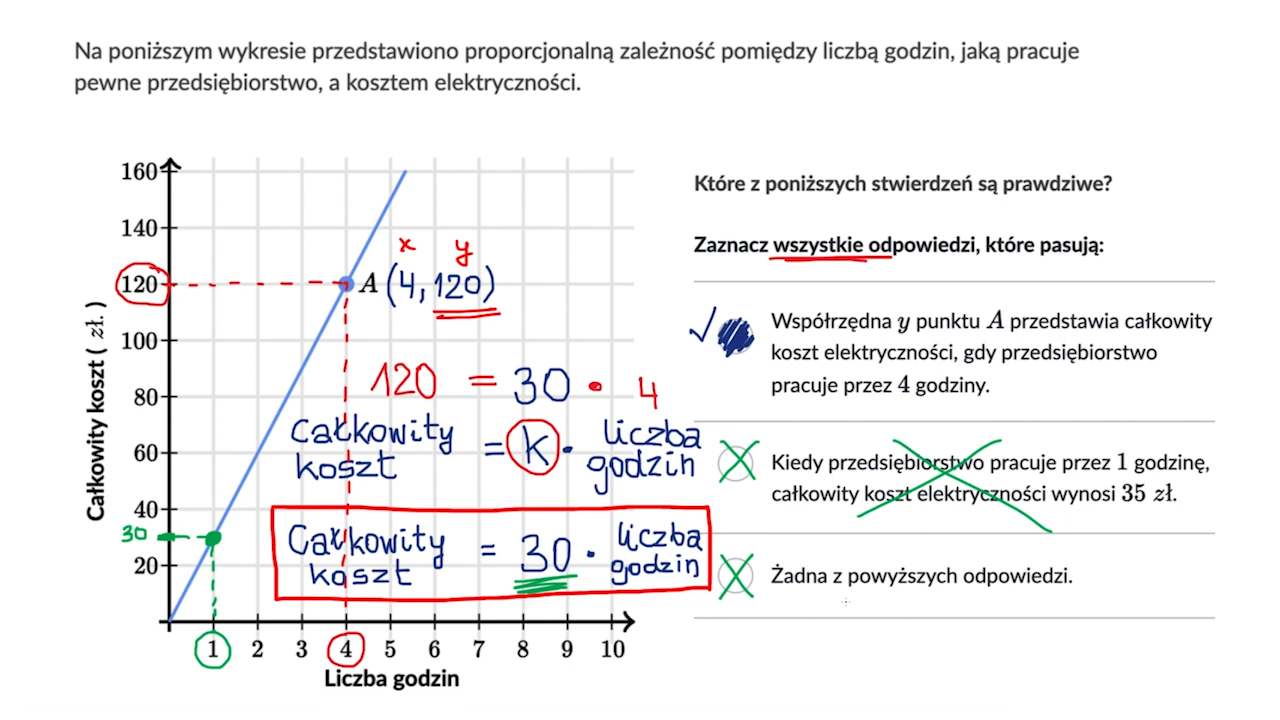 Na poniższym wykresie przedstawiono proporcjonalną zależność pomiędzy liczbą godzin, jaką pracuje
pewne przedsiębiorstwo, a kosztem elektryczności.
160
140
120
100
80
60
40
30
20
Całkowity koszt ( zł. )
1 2 3 4 5 6 7 8 9 10
Liczba godzin
x y
A (4, 120)
120 = 30 • 4
Całkowity koszt = k • liczba godzin
Całkowity koszt = 30 • liczba godzin
Które z poniższych stwierdzeń są prawdziwe?
Zaznacz wszystkie odpowiedzi, które pasują:
Współrzędna y punktu A przedstawia całkowity
koszt elektryczności, gdy przedsiębiorstwo
pracuje przez 4 godziny.
Kiedy przedsiębiorstwo pracuje przez 1 godzinę,
całkowity koszt elektryczności wynosi 35 zł.
Żadna z powyższych odpowiedzi.